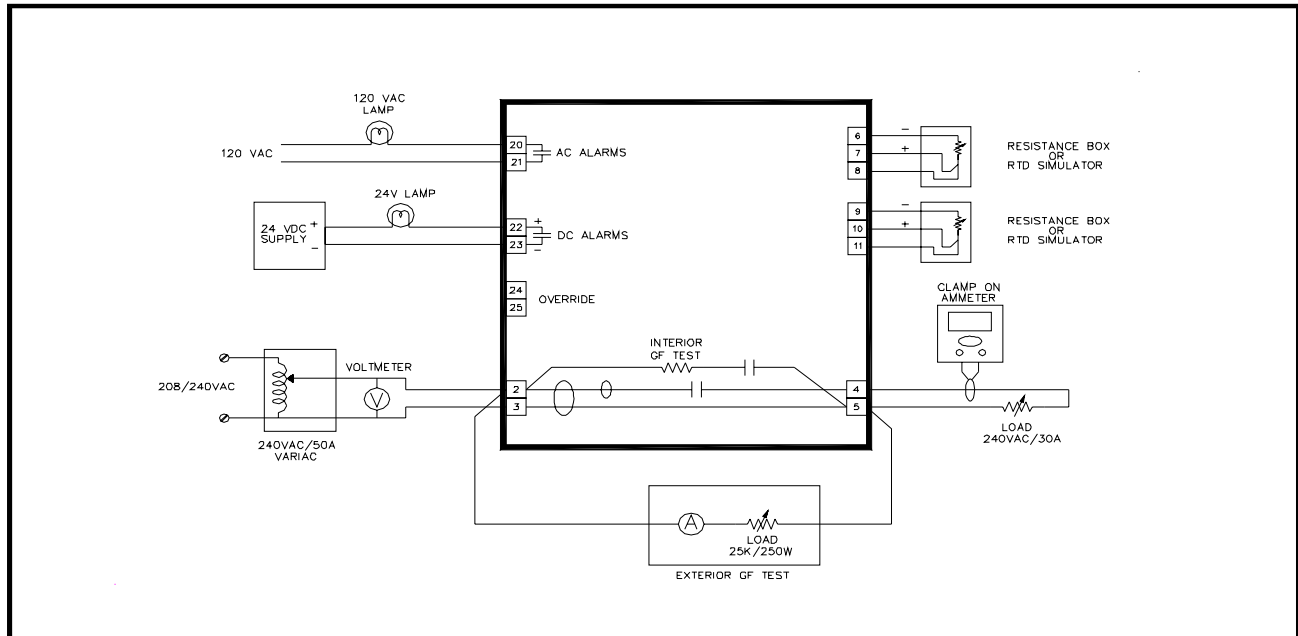 120 VAC
LAMP
120 VAC
20
21
AC ALARMS
24V LAMP
24 VDC +
SUPPLY −
22
23
+
DC ALARMS
−
24
25
OVERRIDE
6
7
8
−
+
RESISTANCE BOX
OR
RTD SIMULATOR
9
10
11
−
+
RESISTANCE BOX
OR
RTD SIMULATOR
CLAMP ON
AMMETER
INTERIOR
GF TEST
208/240VAC
VOLTMETER
V
240VAC/50A
VARIAC
2
3
4
5
LOAD
240VAC/30A
A
LOAD
25K/250W
EXTERIOR GF TEST